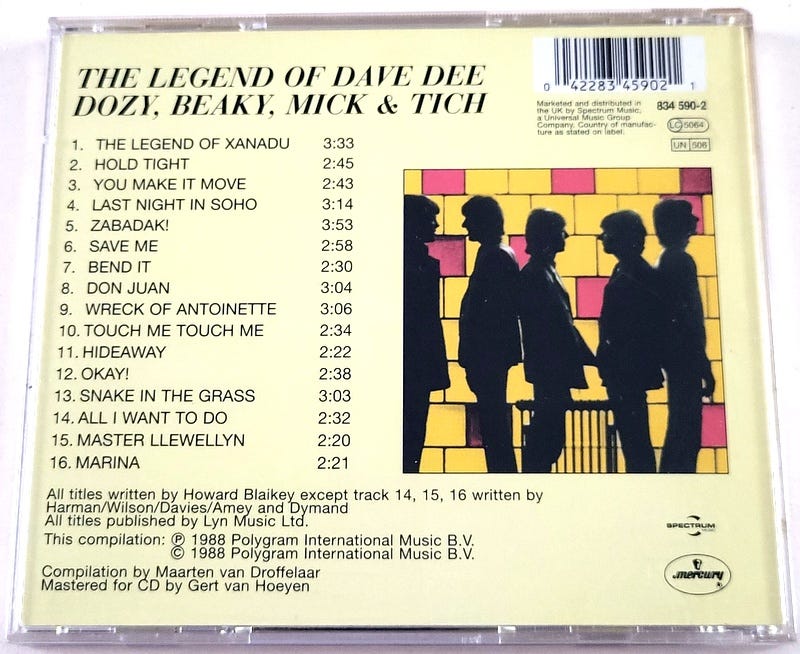 THE LEGEND OF DAVE DEE
DOZY, BEAKY, MICK & TICH
0 42283 45902 1
Marketed and distributed in
the UK by Spectrum Music,
a Universal Music Group
Company. Country of manufac-
ture as stated on label.
834 590-2
LC 5064
UN 506
1. THE LEGEND OF XANADU 3:33
2. HOLD TIGHT 2:45
3. YOU MAKE IT MOVE 2:43
4. LAST NIGHT IN SOHO 3:14
5. ZABADAK! 3:53
6. SAVE ME 2:58
7. BEND IT 2:30
8. DON JUAN 3:04
9. WRECK OF ANTOINETTE 3:06
10. TOUCH ME TOUCH ME 2:34
11. HIDEAWAY 2:22
12. OKAY! 2:38
13. SNAKE IN THE GRASS 3:03
14. ALL I WANT TO DO 2:32
15. MASTER LLEWELLYN 2:20
16. MARINA 2:21
All titles written by Howard Blaikey except track 14, 15, 16 written by
Harman/Wilson/Davies/Amey and Dymand
All titles published by Lyn Music Ltd.
This compilation: ℗ 1988 Polygram International Music B.V.
© 1988 Polygram International Music B.V.
Compilation by Maarten van Droffelaar
Mastered for CD by Gert van Hoeyen
SPECTRUM
MUSIC
mercury